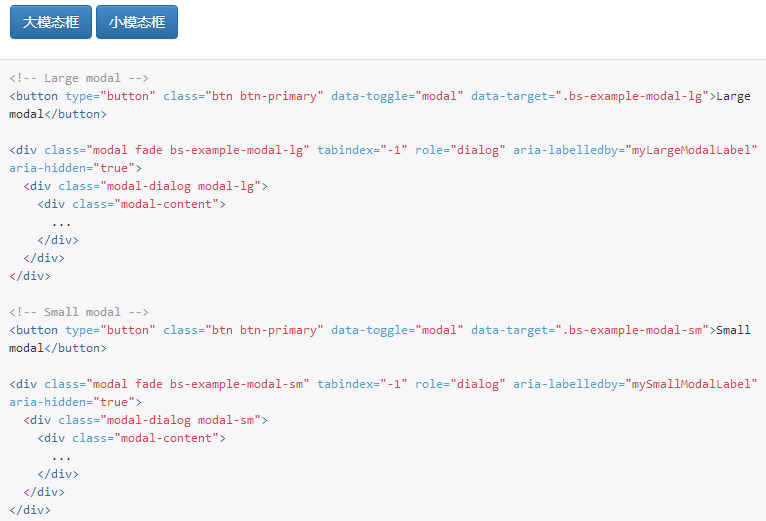 大模态框 小模态框
<!-- Large modal -->
<button type="button" class="btn btn-primary" data-toggle="modal" data-target=".bs-example-modal-lg">Large
modal</button>
<div class="modal fade bs-example-modal-lg" tabindex="-1" role="dialog" aria-labelledby="myLargeModalLabel"
aria-hidden="true">
  <div class="modal-dialog modal-lg">
    <div class="modal-content">
      ...
    </div>
  </div>
</div>
<!-- Small modal -->
<button type="button" class="btn btn-primary" data-toggle="modal" data-target=".bs-example-modal-sm">Small
modal</button>
<div class="modal fade bs-example-modal-sm" tabindex="-1" role="dialog" aria-labelledby="mySmallModalLabel"
aria-hidden="true">
  <div class="modal-dialog modal-sm">
    <div class="modal-content">
      ...
    </div>
  </div>
</div>